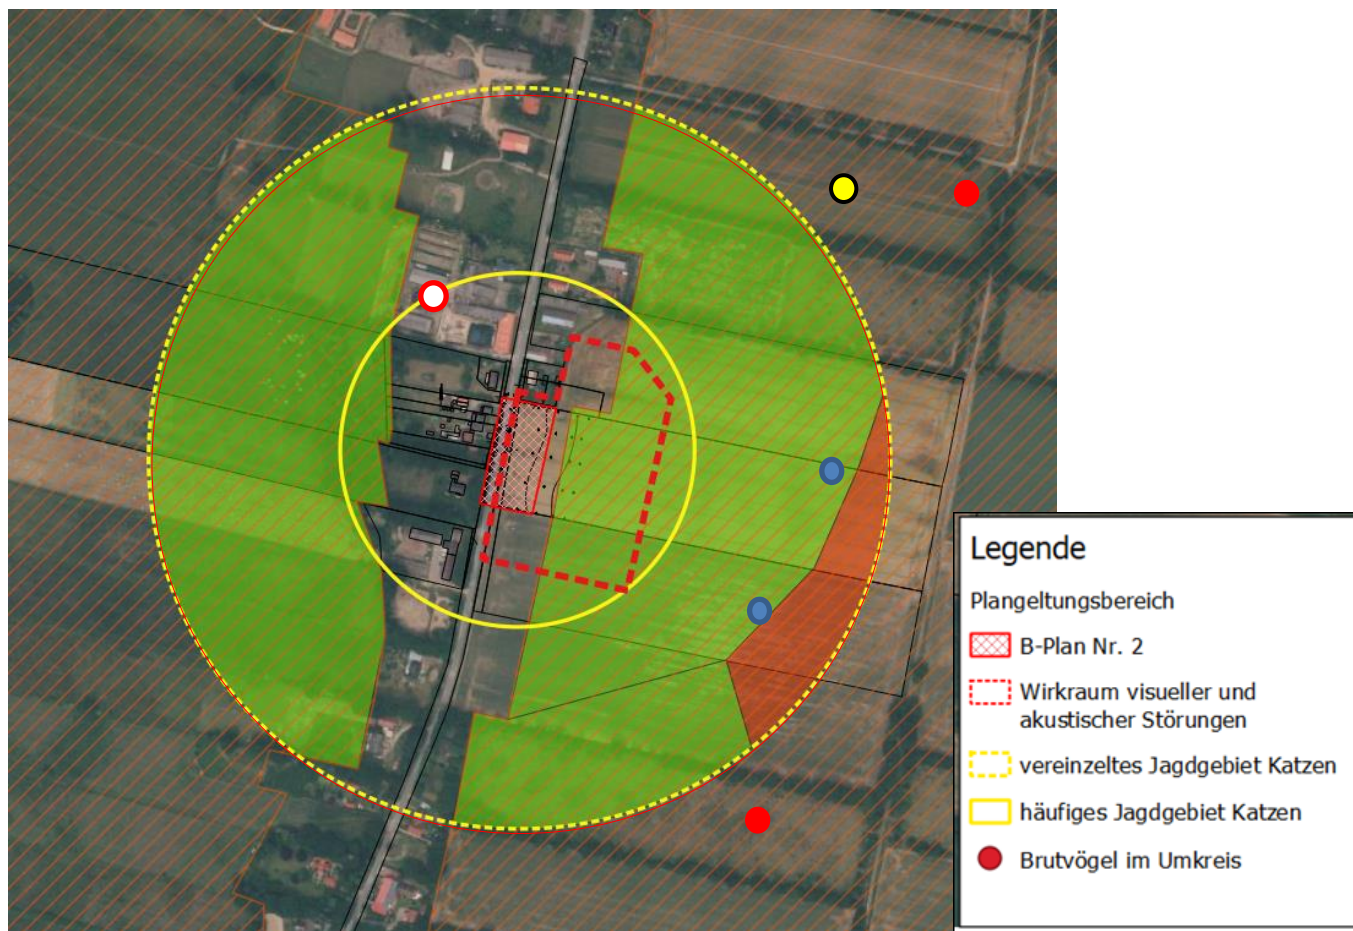 Legende
Plangeltungsbereich
B-Plan Nr. 2
Wirkraum visueller und
akustischer Störungen
vereinzeltes Jagdgebiet Katzen
häufiges Jagdgebiet Katzen
Brutvögel im Umkreis